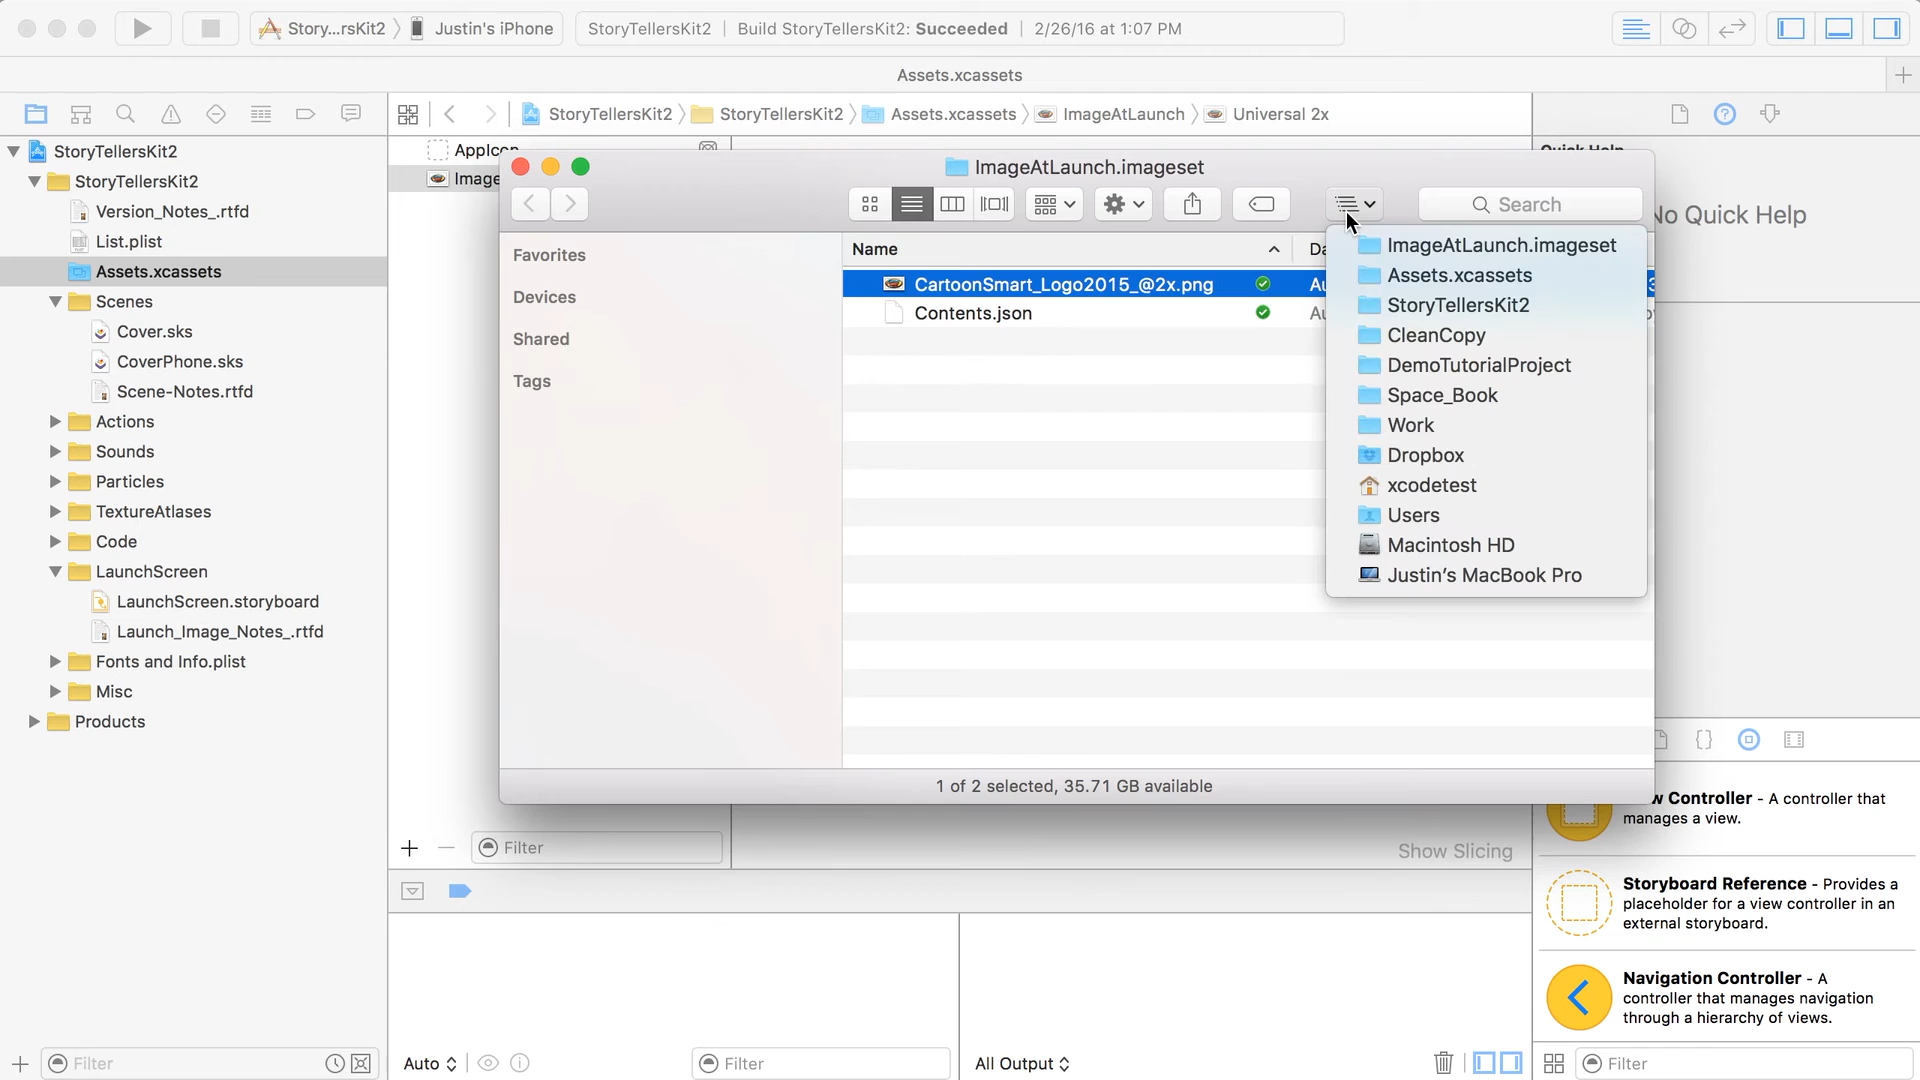 Story...rsKit2 Justin's iPhone StoryTellersKit2 Build StoryTellersKit2: Succeeded 2/26/16 at 1:07 PM
Assets.xcassets
StoryTellersKit2 StoryTellersKit2 Assets.xcassets ImageAtLaunch Universal 2x
StoryTellersKit2
StoryTellersKit2
Version_Notes_.rtfd
List.plist
Assets.xcassets
Scenes
Cover.sks
CoverPhone.sks
Scene-Notes.rtfd
Actions
Sounds
Particles
TextureAtlases
Code
LaunchScreen
LaunchScreen.storyboard
Launch_Image_Notes_.rtfd
Fonts and Info.plist
Misc
Products
Filter
AppIcon
Image
Filter
ImageAtLaunch.imageset
Search
Favorites
Devices
Shared
Tags
Name Da
CartoonSmart_Logo2015_@2x.png Au
Contents.json Au
1 of 2 selected, 35.71 GB available
ImageAtLaunch.imageset
Assets.xcassets
StoryTellersKit2
CleanCopy
DemoTutorialProject
Space_Book
Work
Dropbox
xcodetest
Users
Macintosh HD
Justin's MacBook Pro
Show Slicing
Auto Filter
All Output
Quick Help
No Quick Help
w Controller - A controller that
manages a view.
Storyboard Reference - Provides a
placeholder for a view controller in an
external storyboard.
Navigation Controller - A
controller that manages navigation
through a hierarchy of views.
Filter